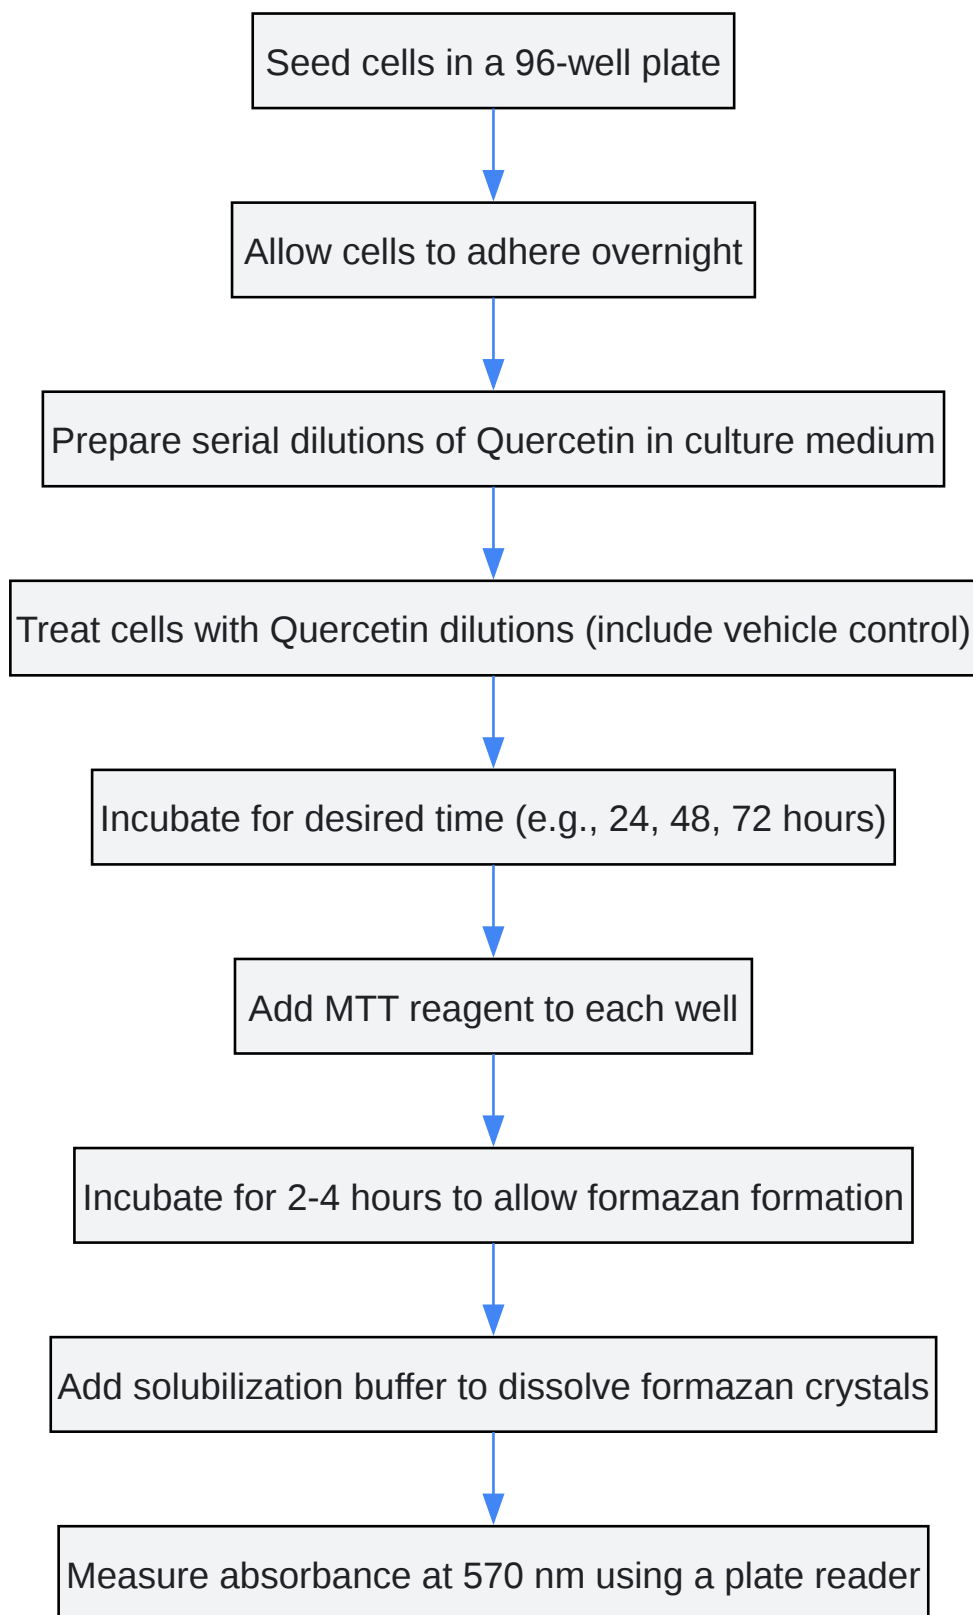 Seed cells in a 96-well plate
Allow cells to adhere overnight
Prepare serial dilutions of Quercetin in culture medium
Treat cells with Quercetin dilutions (include vehicle control)
Incubate for desired time (e.g., 24, 48, 72 hours)
Add MTT reagent to each well
Incubate for 2-4 hours to allow formazan formation
Add solubilization buffer to dissolve formazan crystals
Measure absorbance at 570 nm using a plate reader